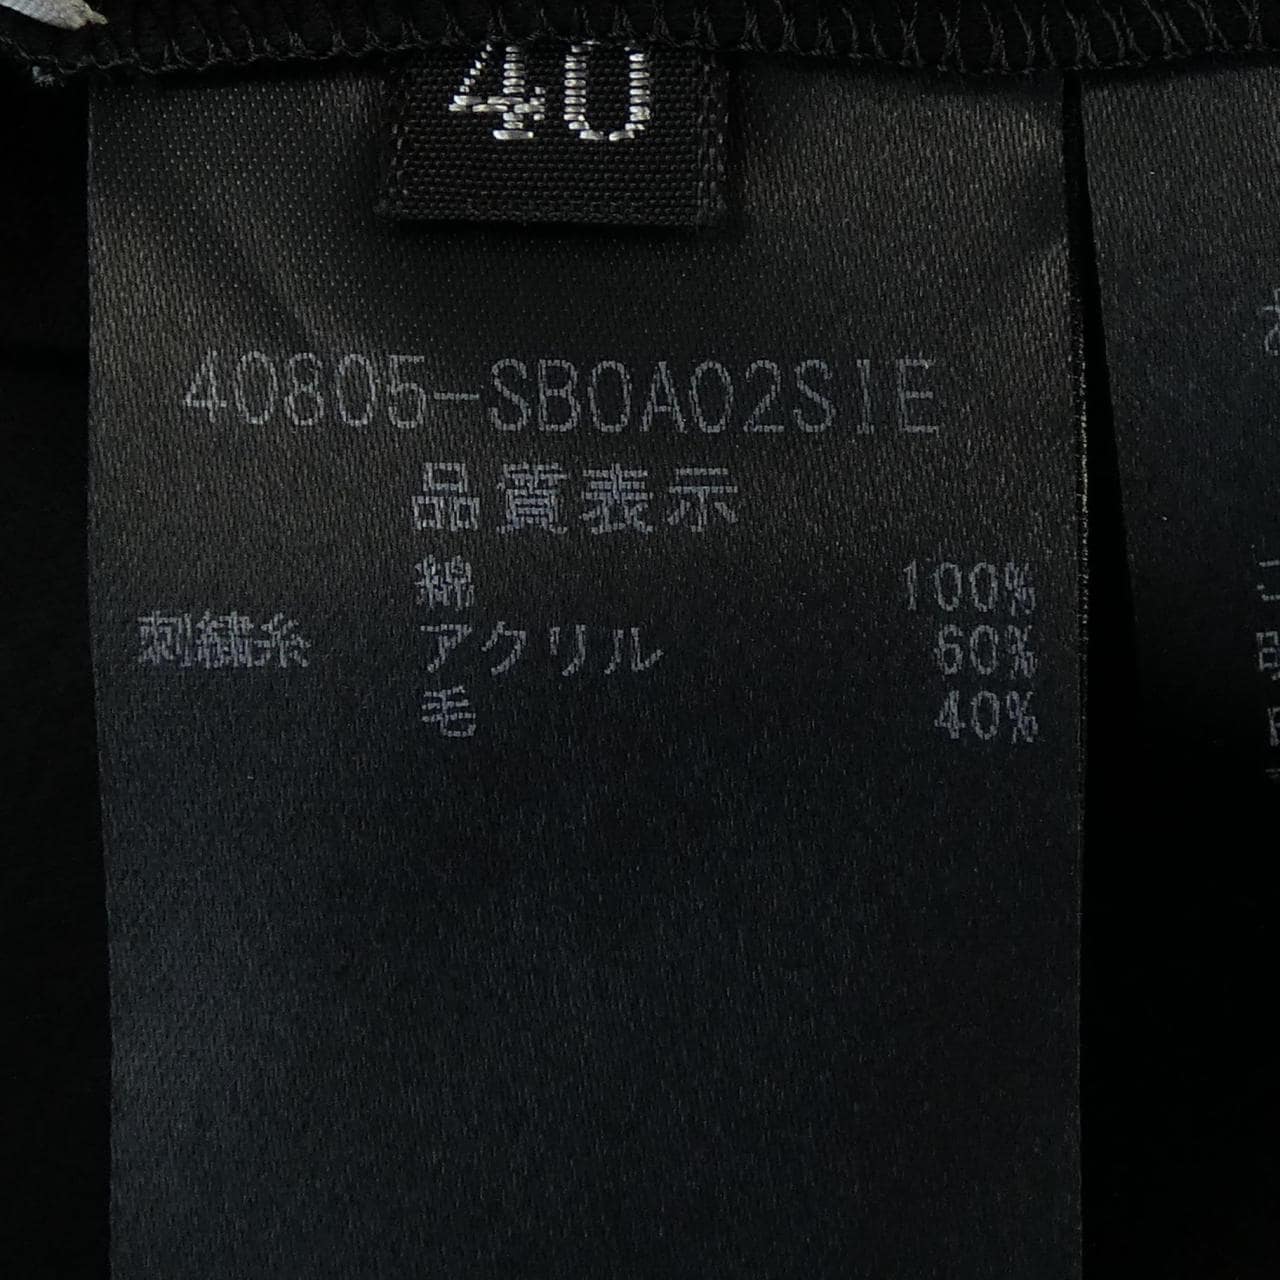 40
40805-SB0A02SIE
品質表示
綿 100%
刺繍糸 アクリル 60%
毛 40%